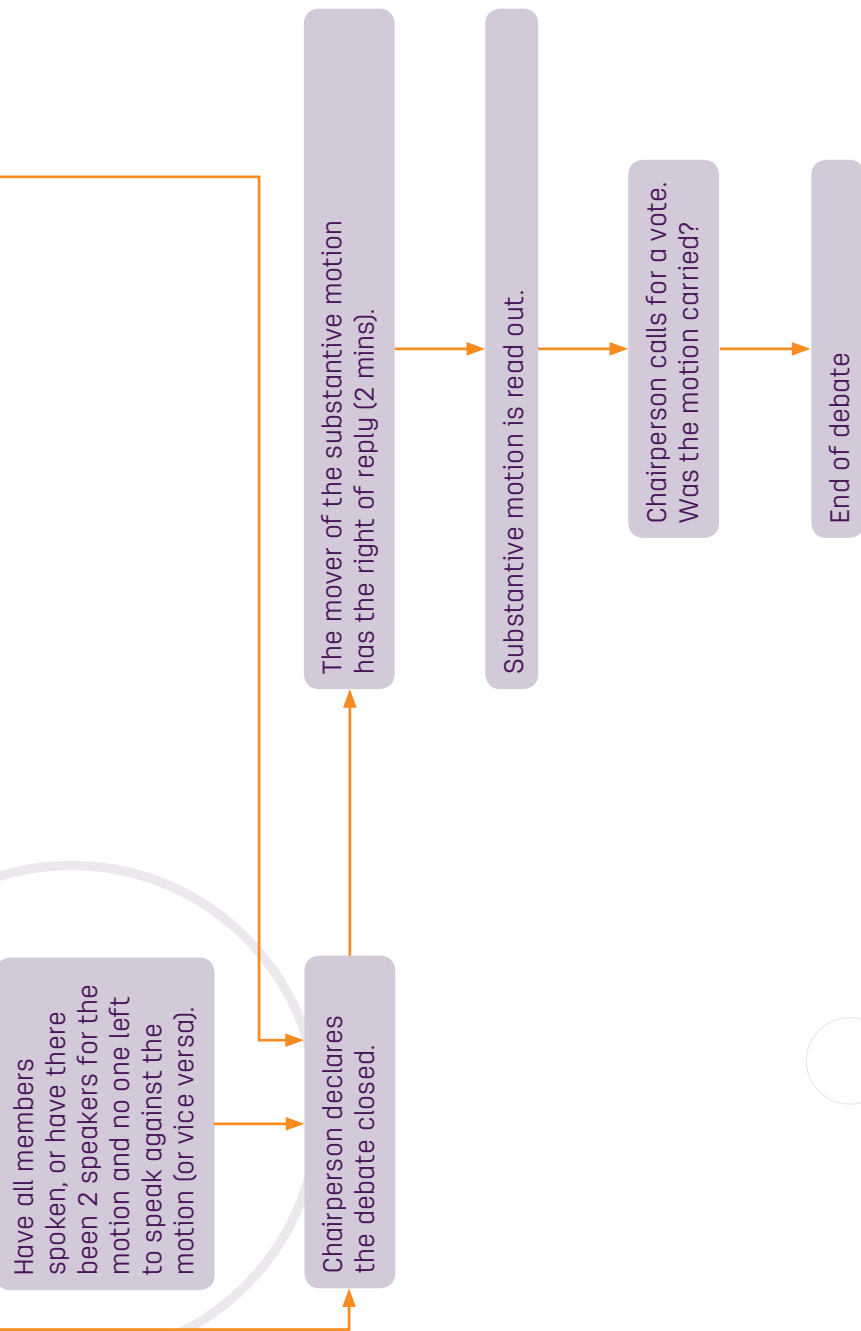 Have all members
spoken, or have there
been 2 speakers for the
motion and no one left
to speak against the
motion (or vice versa).
Chairperson declares
the debate closed.
The mover of the substantive motion
has the right of reply (2 mins).
Substantive motion is read out.
Chairperson calls for a vote.
Was the motion carried?
End of debate